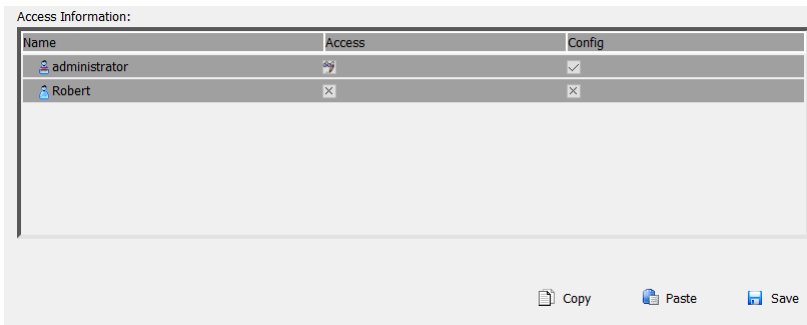 Access Information:
Name Access Config
administrator
Robert
Copy Paste Save